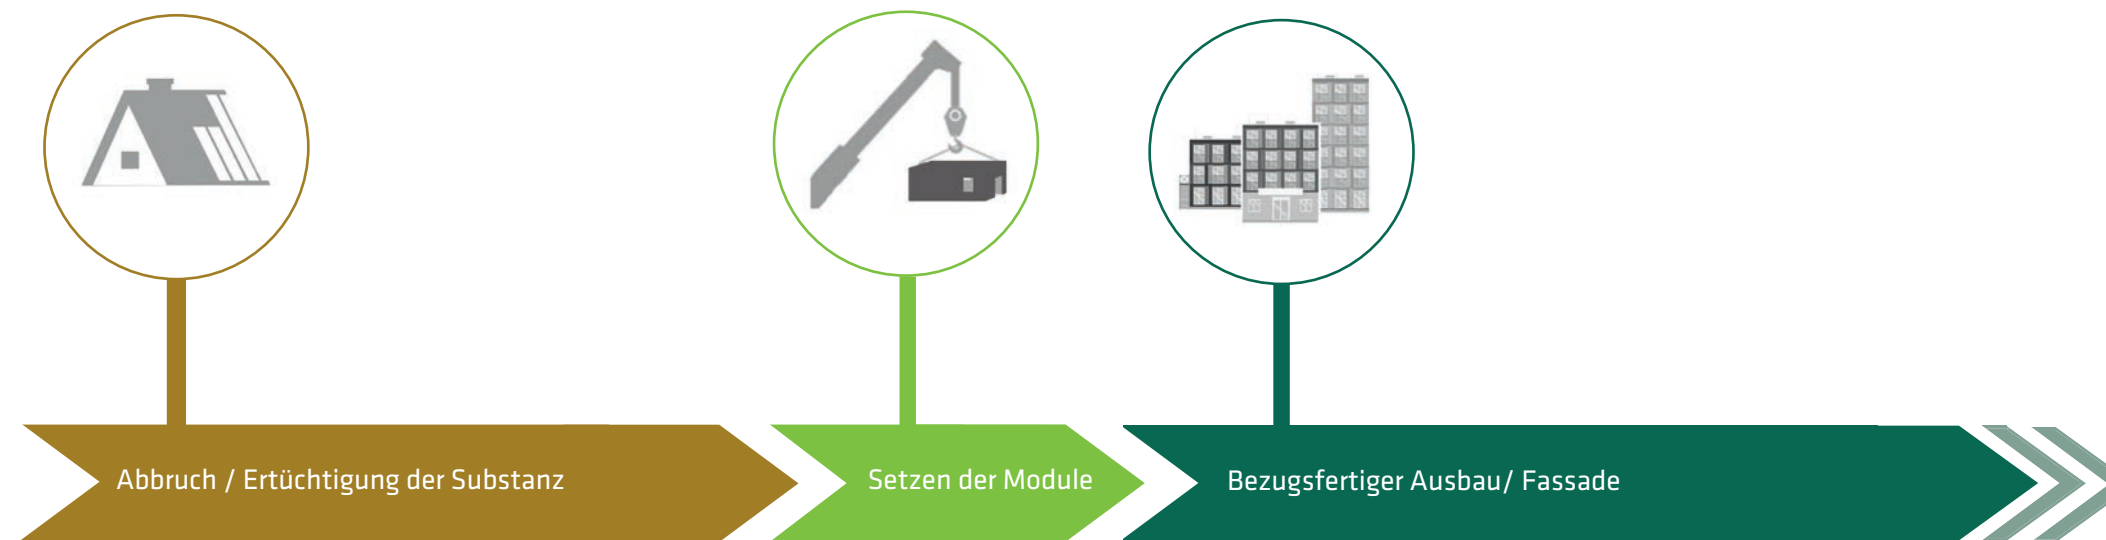 Abbruch / Ertüchtigung der Substanz
Setzen der Module
Bezugsfertiger Ausbau/ Fassade